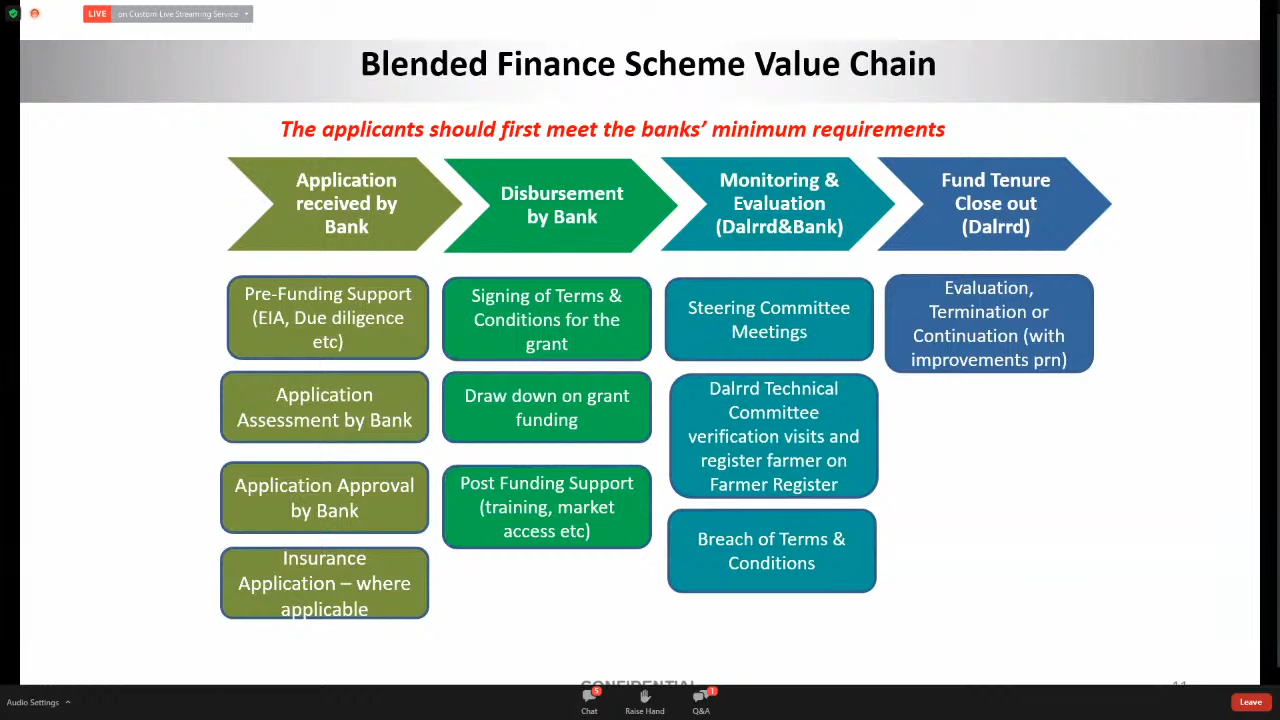 LIVE on Custom Live Streaming Service
Blended Finance Scheme Value Chain
The applicants should first meet the banks' minimum requirements
Application
received by
Bank
Disbursement
by Bank
Monitoring &
Evaluation
(Dalrrd&Bank)
Fund Tenure
Close out
(Dalrrd)
Pre-Funding Support
(EIA, Due diligence
etc)
Application
Assessment by Bank
Application Approval
by Bank
Insurance
Application – where
applicable
Signing of Terms &
Conditions for the
grant
Draw down on grant
funding
Post Funding Support
(training, market
access etc)
Steering Committee
Meetings
Dalrrd Technical
Committee
verification visits and
register farmer on
Farmer Register
Breach of Terms &
Conditions
Evaluation,
Termination or
Continuation (with
improvements prn)
CONFIDENTIAL
11
Audio Settings
5
Chat
Raise Hand
1
Q&A
Leave